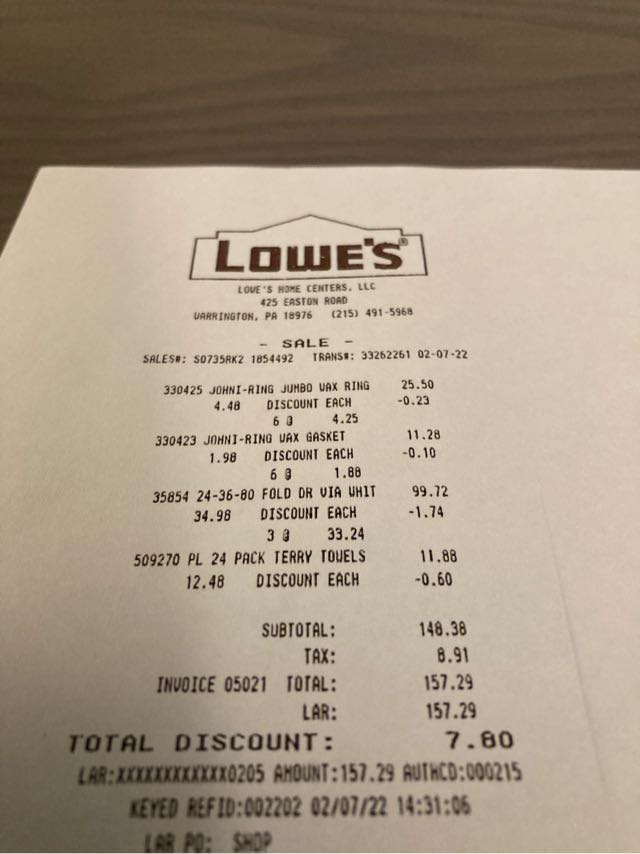 LOWE'S®
LOWE'S HOME CENTERS, LLC
425 EASTON ROAD
WARRINGTON, PA 18976 (215) 491-5968
- SALE -
SALES#: S0735RK2 1854492 TRANS#: 33262261 02-07-22
330425 JOHNI-RING JUMBO WAX RING 25.50
4.48 DISCOUNT EACH -0.23
6 @ 4.25
330423 JOHNI-RING WAX GASKET 11.28
1.98 DISCOUNT EACH -0.10
6 @ 1.88
35854 24-36-80 FOLD DR VIA WHIT 99.72
34.98 DISCOUNT EACH -1.74
3 @ 33.24
509270 PL 24 PACK TERRY TOWELS 11.88
12.48 DISCOUNT EACH -0.60
SUBTOTAL: 148.38
TAX: 8.91
INVOICE 05021 TOTAL: 157.29
LAR: 157.29
TOTAL DISCOUNT: 7.80
LAR:XXXXXXXXXXXX0205 AMOUNT:157.29 AUTHCD:000215
KEYED REFID:002202 02/07/22 14:31:06
LAR PO: SHOP